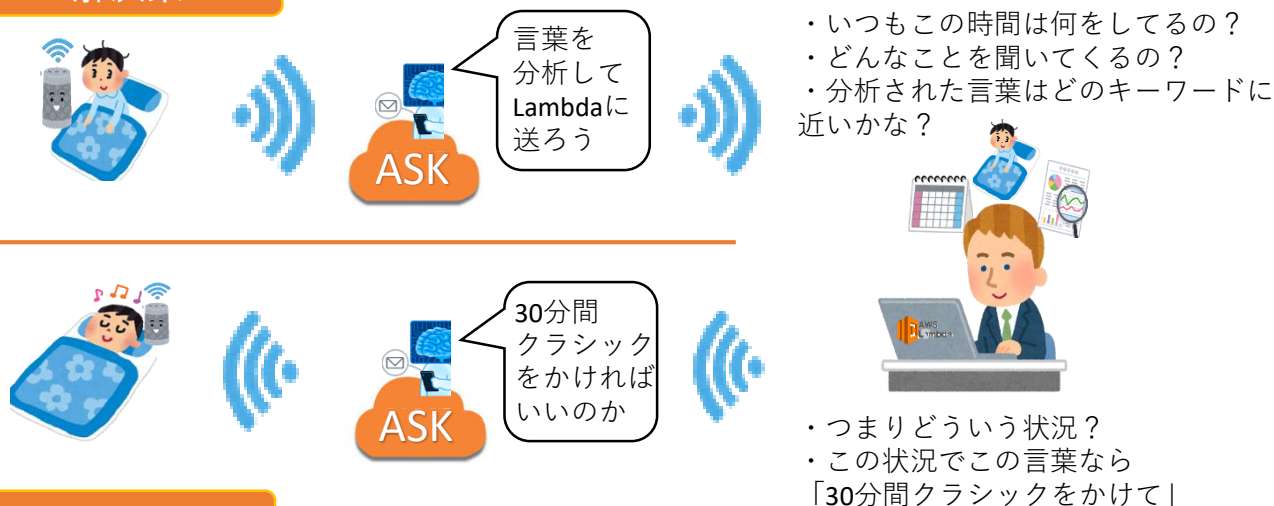 言葉を
分析して
Lambdaに
送ろう
ASK
・いつもこの時間は何をしてるの？
・どんなことを聞いてくるの？
・分析された言葉はどのキーワードに
近いかな？
AWS
Lambda
30分間
クラシック
をかければ
いいのか
ASK
・つまりどういう状況？
・この状況でこの言葉なら
「30分間クラシックをかけて